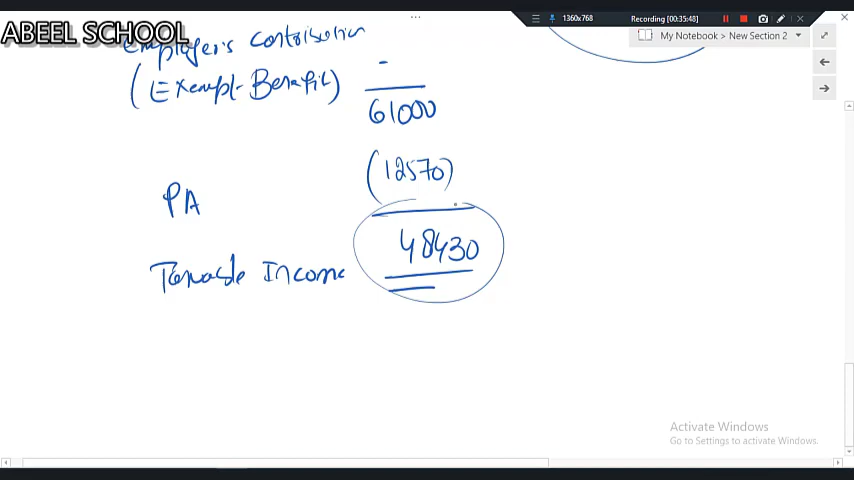 1360x768
Recording [00:35:48]
ABEEL SCHOOL
My Notebook > New Section 2
employer's contribution
(Exempt Benefit) -
61000
PA (12570)
Taxable Income 48430
Activate Windows
Go to Settings to activate Windows.